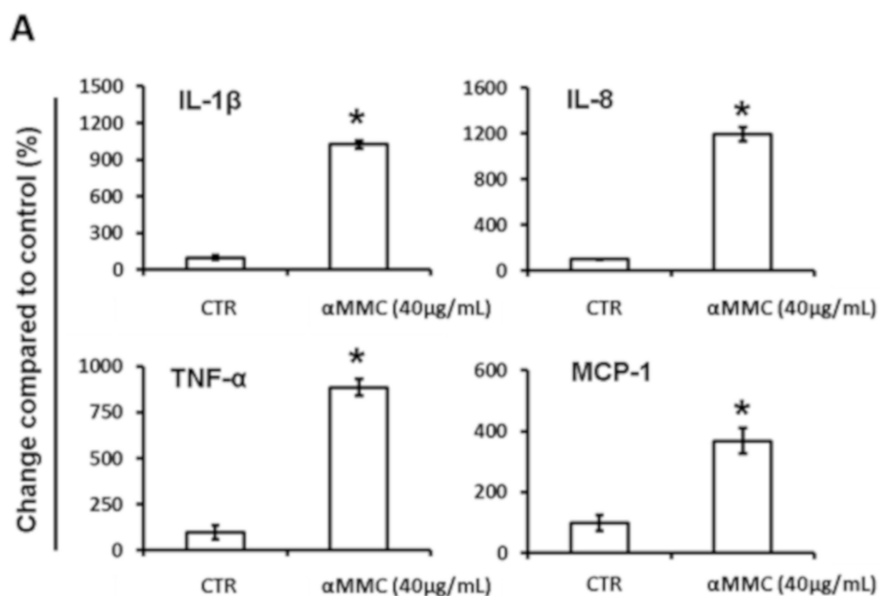 A
Change compared to control (%)
IL-1β
1500
1200
900
600
300
0
*
CTR
αMMC (40μg/mL)
IL-8
1600
1200
800
400
0
*
CTR
αMMC (40μg/mL)
TNF-α
1000
750
500
250
0
*
CTR
αMMC (40μg/mL)
MCP-1
600
400
200
0
*
CTR
αMMC (40μg/mL)